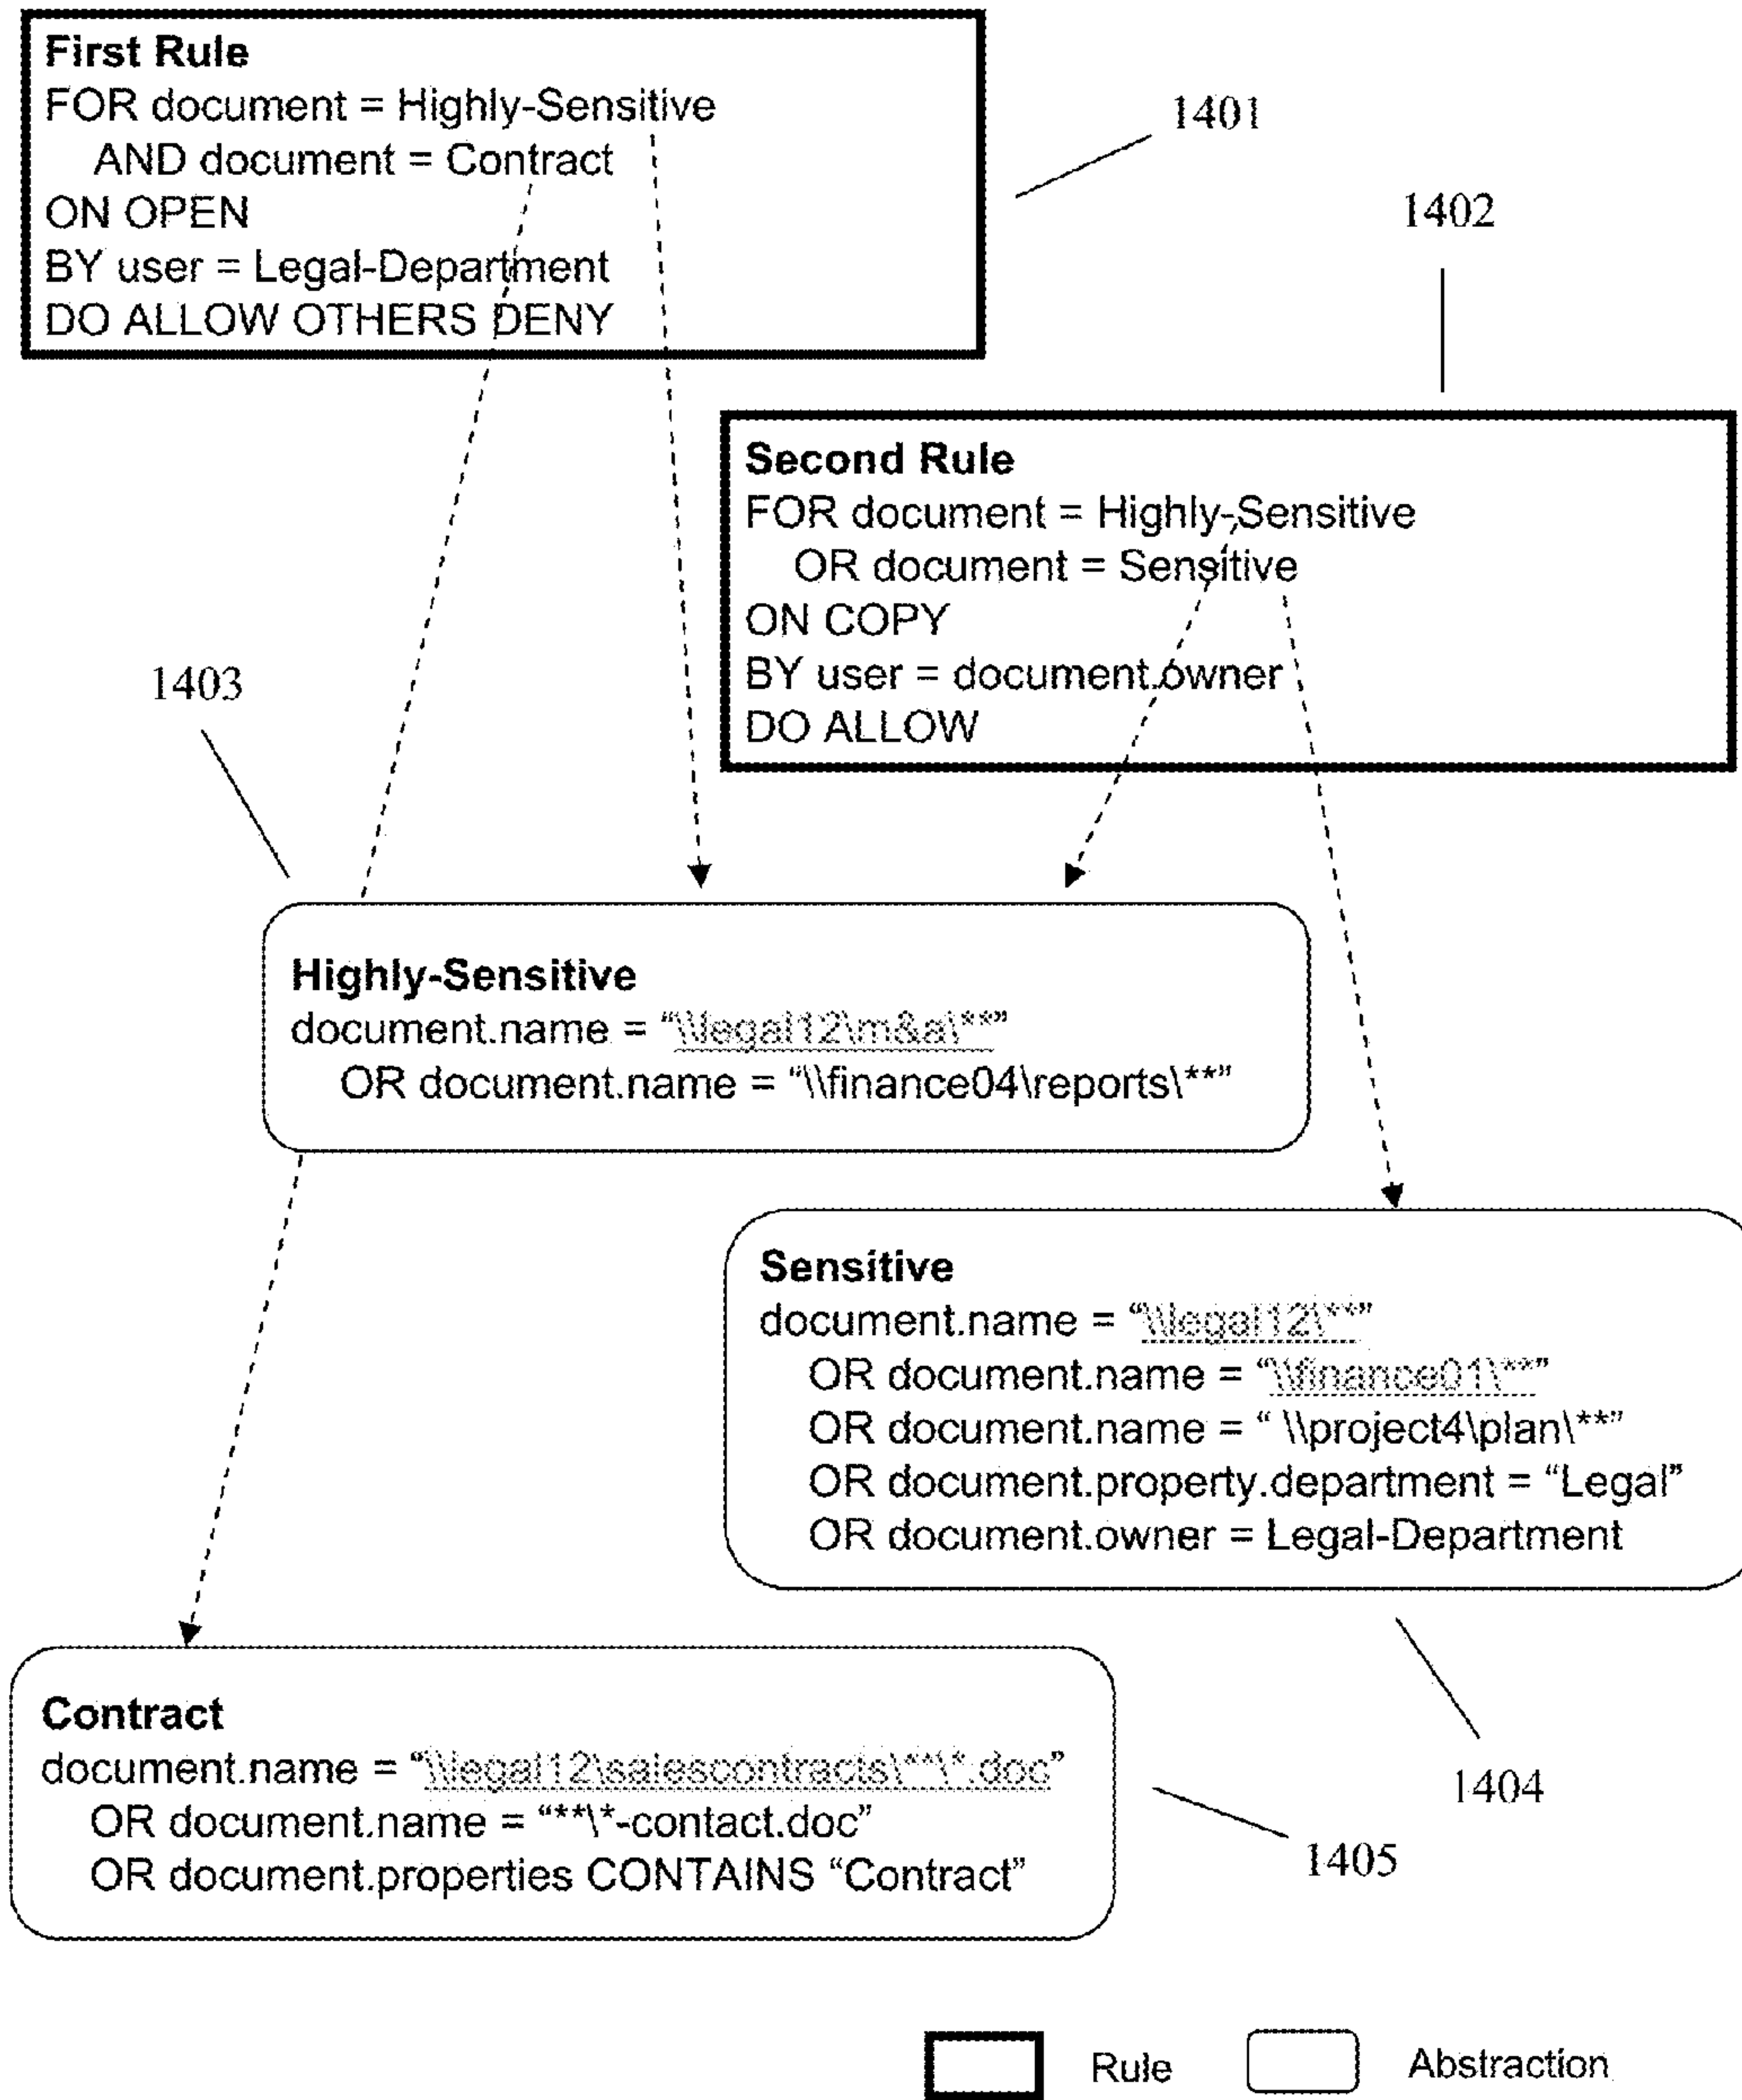 First Rule
FOR document = Highly-Sensitive
AND document = Contract
ON OPEN
BY user = Legal-Department
DO ALLOW OTHERS DENY
1401
1402
Second Rule
FOR document = Highly-Sensitive
OR document = Sensitive
ON COPY
BY user = document.owner
DO ALLOW
1403
Highly-Sensitive
document.name = “\\legal12\m&a\**”
OR document.name = “\\finance04\reports\**”
Sensitive
document.name = “\\legal12\**”
OR document.name = “\\finance01\**”
OR document.name = “ \\project4\plan\**”
OR document.property.department = “Legal”
OR document.owner = Legal-Department
1404
Contract
document.name = “\\legal12\salescontracts\**\*.doc”
OR document.name = “**\*-contact.doc”
OR document.properties CONTAINS “Contract”
1405
Rule
Abstraction